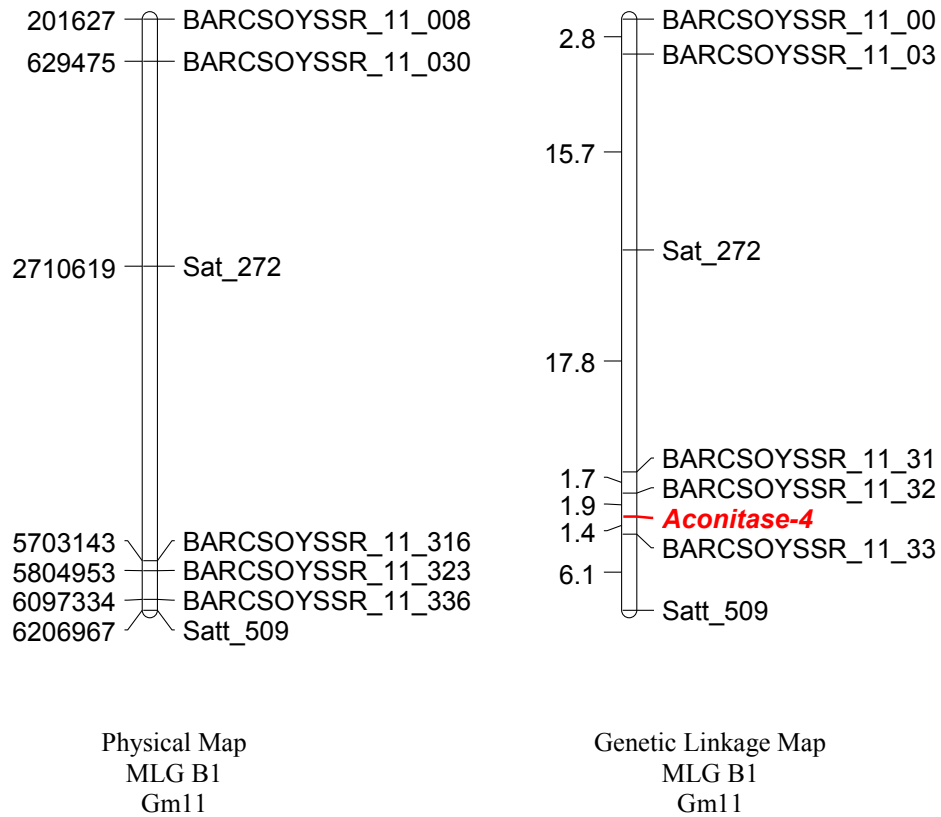 201627 BARCSOYSSR_11_008
629475 BARCSOYSSR_11_030
2710619 Sat_272
5703143 BARCSOYSSR_11_316
5804953 BARCSOYSSR_11_323
6097334 BARCSOYSSR_11_336
6206967 Satt_509
Physical Map
MLG B1
Gm11
BARCSOYSSR_11_00
2.8
BARCSOYSSR_11_03
15.7
Sat_272
17.8
BARCSOYSSR_11_31
1.7
BARCSOYSSR_11_32
1.9
Aconitase-4
1.4
BARCSOYSSR_11_33
6.1
Satt_509
Genetic Linkage Map
MLG B1
Gm11